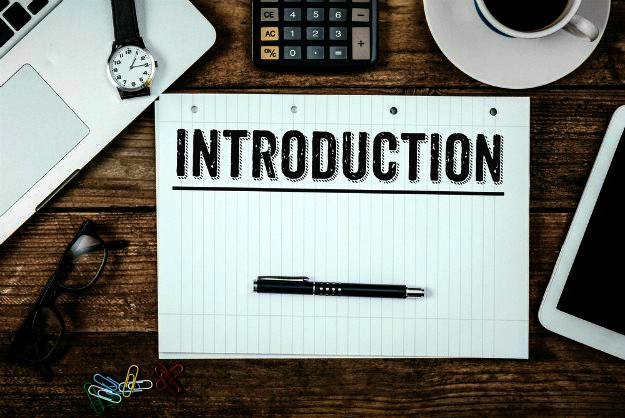 CE 4 5 6 −
AC 1 2 3 +
0
INTRODUCTION